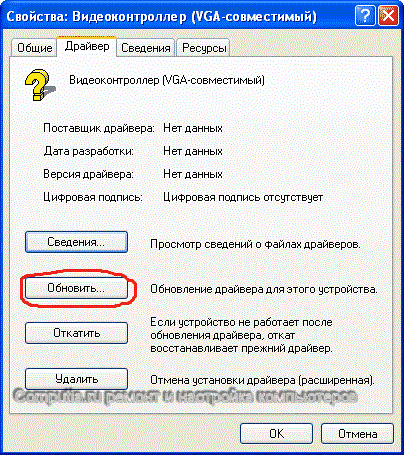 Свойства: Видеоконтроллер (VGA-совместимый)
Общие Драйвер Сведения Ресурсы
Видеоконтроллер (VGA-совместимый)
Поставщик драйвера: Нет данных
Дата разработки: Нет данных
Версия драйвера: Нет данных
Цифровая подпись: Цифровая подпись отсутствует
Сведения... Просмотр сведений о файлах драйверов.
Обновить... Обновление драйвера для этого устройства.
Откатить
Если устройство не работает после
обновления драйвера, откат
восстанавливает прежний драйвер.
Удалить Отмена установки драйвера (расширенная).
Compulia.ru ремонт и настройка компьютеров
OK Отмена